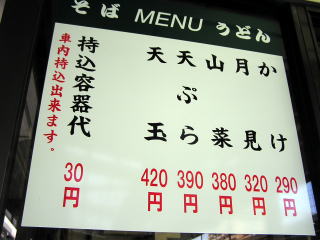 そば MENU うどん
かけ 290円
月見 320円
山菜 380円
天ぷら 390円
天玉 420円
持込容器代 30円
車内持込出来ます。